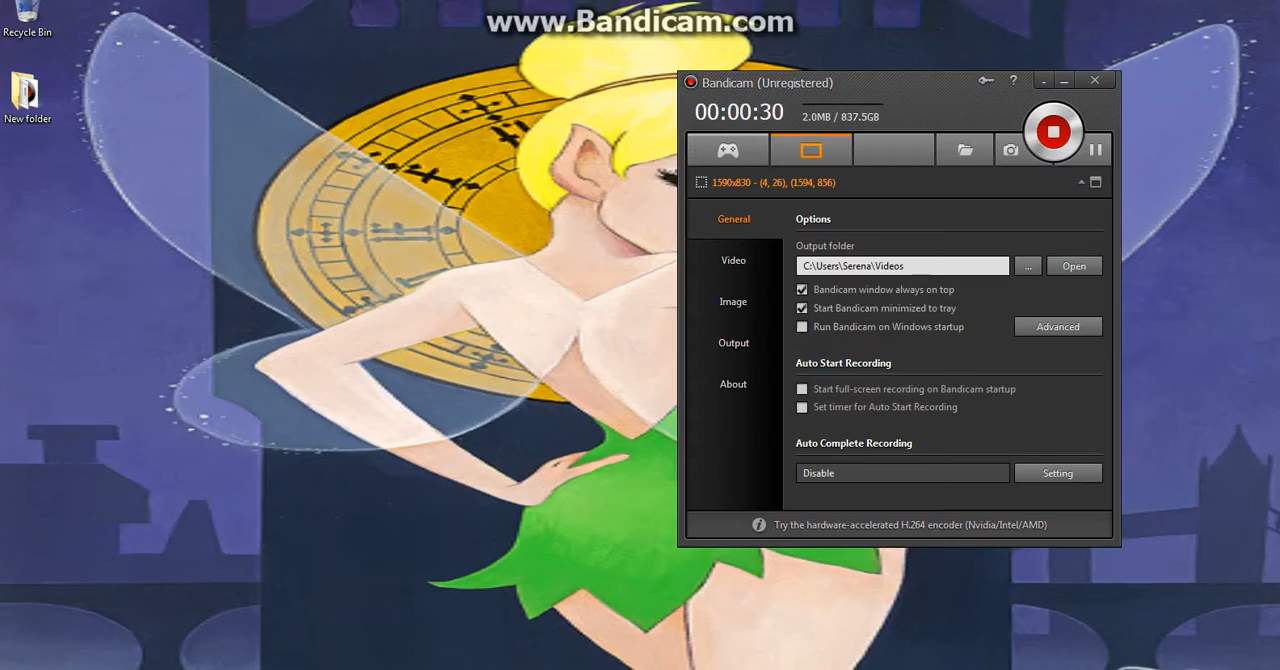 www.Bandicam.com
Recycle Bin
New folder
Bandicam (Unregistered)
?
00:00:30
2.0MB / 837.5GB
1590x830 - (4, 26), (1594, 856)
General
Video
Image
Output
About
Options
Output folder
C:\Users\Serena\Videos
...
Open
Bandicam window always on top
Start Bandicam minimized to tray
Run Bandicam on Windows startup
Advanced
Auto Start Recording
Start full-screen recording on Bandicam startup
Set timer for Auto Start Recording
Auto Complete Recording
Disable
Setting
Try the hardware-accelerated H.264 encoder (Nvidia/Intel/AMD)